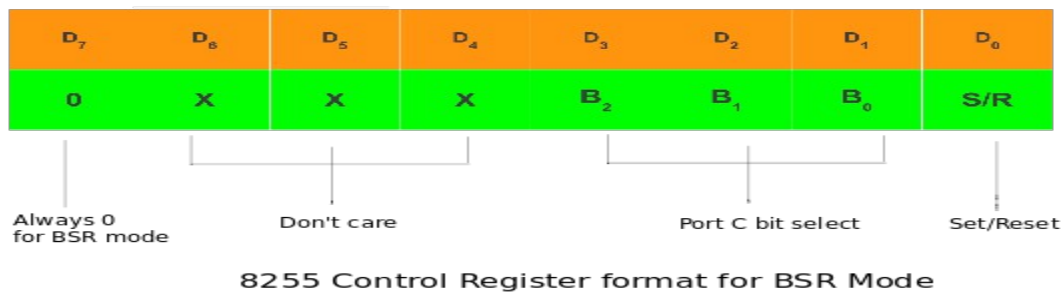 D₇ D₆ D₅ D₄ D₃ D₂ D₁ D₀
0 X X X B₂ B₁ B₀ S/R
Always 0
for BSR mode
Don't care
Port C bit select
Set/Reset
8255 Control Register format for BSR Mode